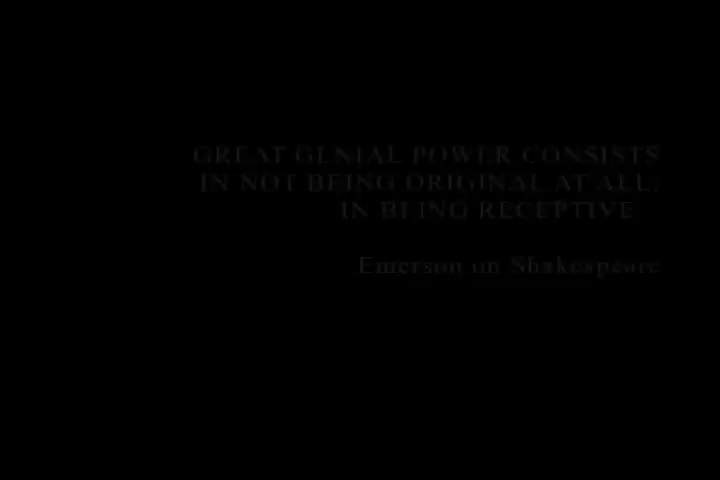 GREAT GENIAL POWER CONSISTS
IN NOT BEING ORIGINAL AT ALL;
IN BEING RECEPTIVE
Emerson on Shakespeare